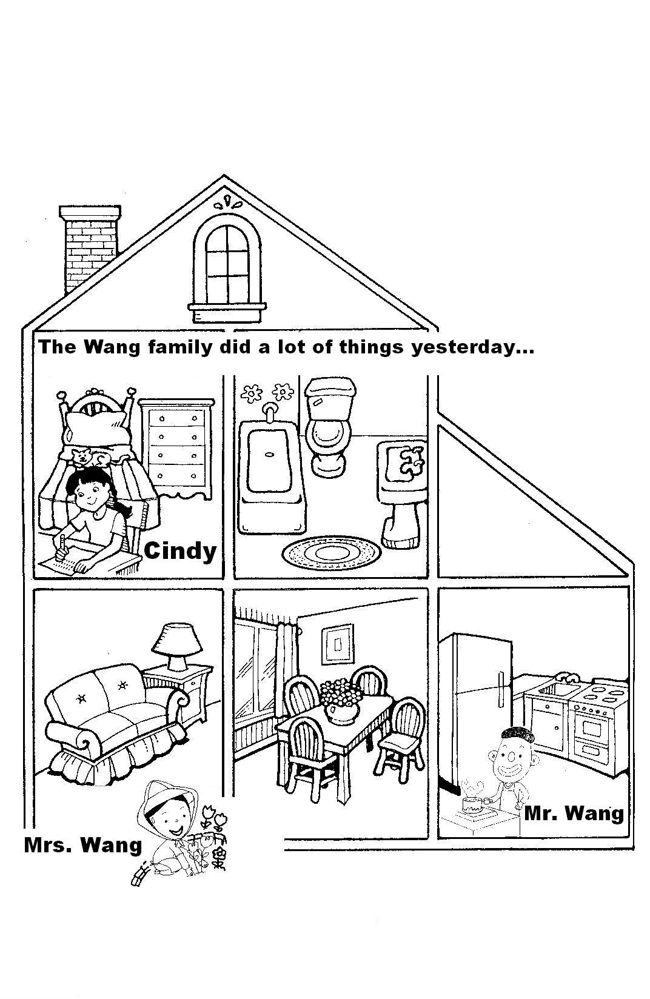 The Wang family did a lot of things yesterday...
Cindy
Mrs. Wang
Mr. Wang